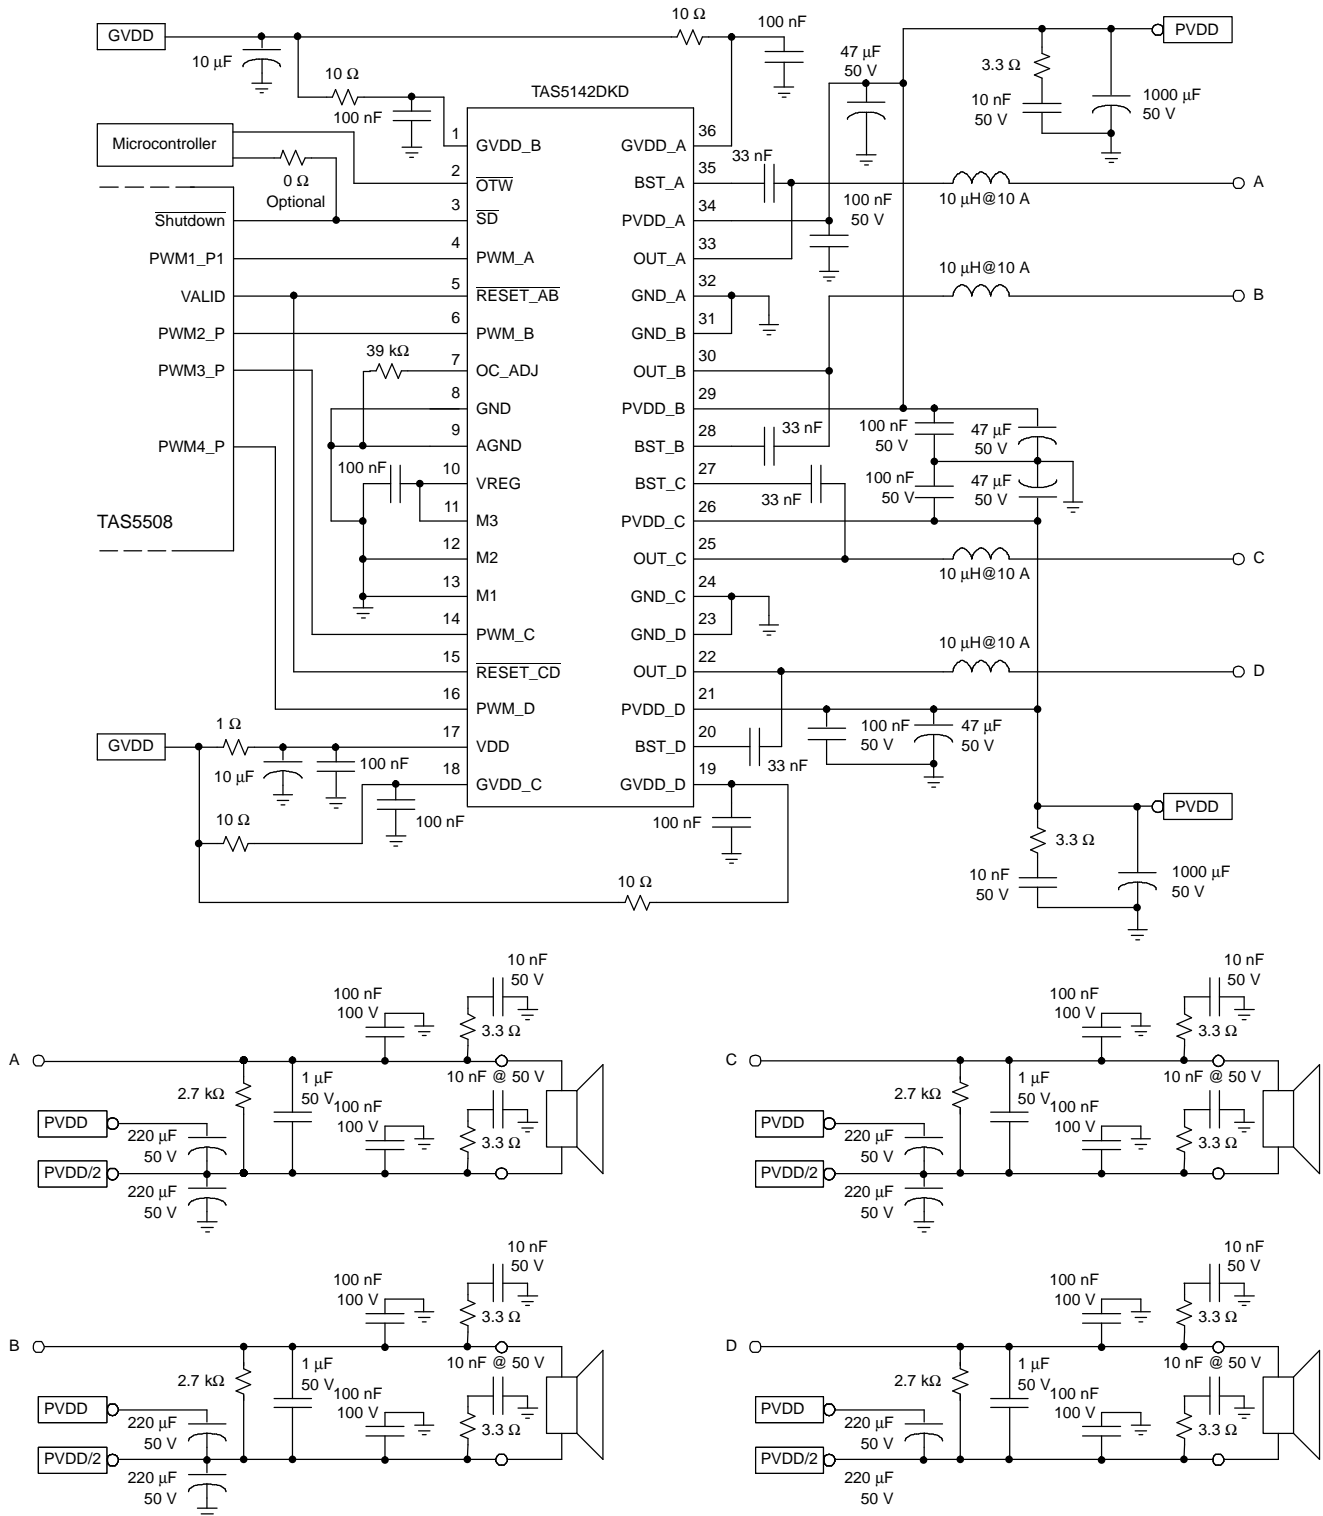 GVDD
10 Ω
100 nF
10 µF
10 Ω
100 nF
47 µF
50 V
PVDD
3.3 Ω
10 nF
50 V
1000 µF
50 V
TAS5142DKD
Microcontroller
0 Ω
Optional
1 GVDD_B
2 OTW
3 SD
4 PWM_A
5 RESET_AB
6 PWM_B
7 OC_ADJ
8 GND
9 AGND
10 VREG
11 M3
12 M2
13 M1
14 PWM_C
15 RESET_CD
16 PWM_D
17 VDD
18 GVDD_C
36 GVDD_A
35 BST_A
34 PVDD_A
33 OUT_A
32 GND_A
31 GND_B
30 OUT_B
29 PVDD_B
28 BST_B
27 BST_C
26 PVDD_C
25 OUT_C
24 GND_C
23 GND_D
22 OUT_D
21 PVDD_D
20 BST_D
19 GVDD_D
Shutdown
PWM1_P1
VALID
PWM2_P
PWM3_P
PWM4_P
TAS5508
39 kΩ
100 nF
33 nF
100 nF
50 V
10 µH@10 A
A
10 µH@10 A
B
33 nF
100 nF
50 V
47 µF
50 V
33 nF
100 nF
50 V
47 µF
50 V
10 µH@10 A
C
10 µH@10 A
D
100 nF
50 V
47 µF
50 V
33 nF
GVDD
1 Ω
10 µF
100 nF
10 Ω
100 nF
100 nF
10 Ω
PVDD
3.3 Ω
10 nF
50 V
1000 µF
50 V
A
100 nF
100 V
10 nF
50 V
3.3 Ω
10 nF @ 50 V
2.7 kΩ
1 µF
50 V
100 nF
100 V
3.3 Ω
PVDD
220 µF
50 V
PVDD/2
220 µF
50 V
C
100 nF
100 V
10 nF
50 V
3.3 Ω
10 nF @ 50 V
2.7 kΩ
1 µF
50 V
100 nF
100 V
3.3 Ω
PVDD
220 µF
50 V
PVDD/2
220 µF
50 V
B
100 nF
100 V
10 nF
50 V
3.3 Ω
10 nF @ 50 V
2.7 kΩ
1 µF
50 V
100 nF
100 V
3.3 Ω
PVDD
220 µF
50 V
PVDD/2
220 µF
50 V
D
100 nF
100 V
10 nF
50 V
3.3 Ω
10 nF @ 50 V
2.7 kΩ
1 µF
50 V
100 nF
100 V
3.3 Ω
PVDD
220 µF
50 V
PVDD/2
220 µF
50 V